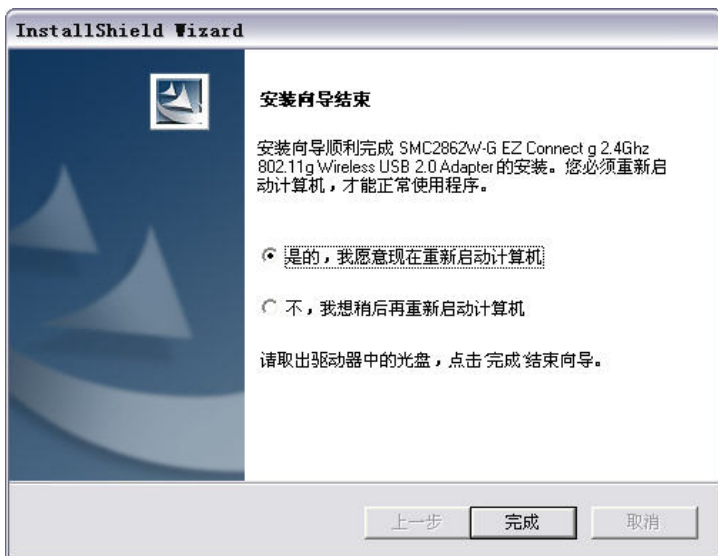 InstallShield Wizard
安装向导结束
安装向导顺利完成 SMC2862W-G EZ Connect g 2.4Ghz
802.11g Wireless USB 2.0 Adapter 的安装。您必须重新启
动计算机，才能正常使用程序。
是的，我愿意现在重新启动计算机
不，我想稍后再重新启动计算机
请取出驱动器中的光盘，点击'完成'结束向导。
上一步 完成 取消